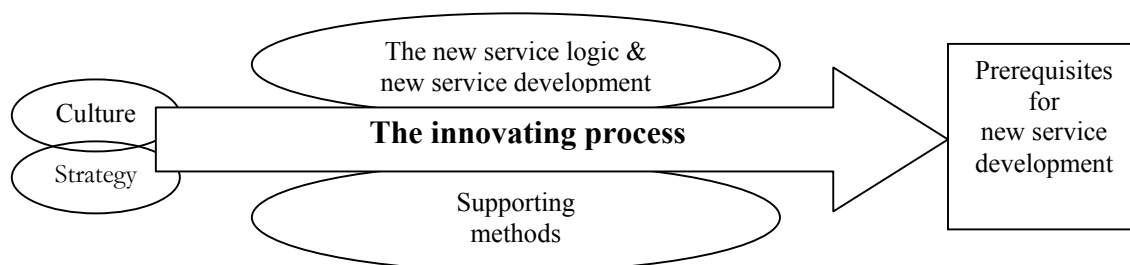 The new service logic &
new service development
Culture
Strategy
The innovating process
Supporting
methods
Prerequisites
for
new service
development